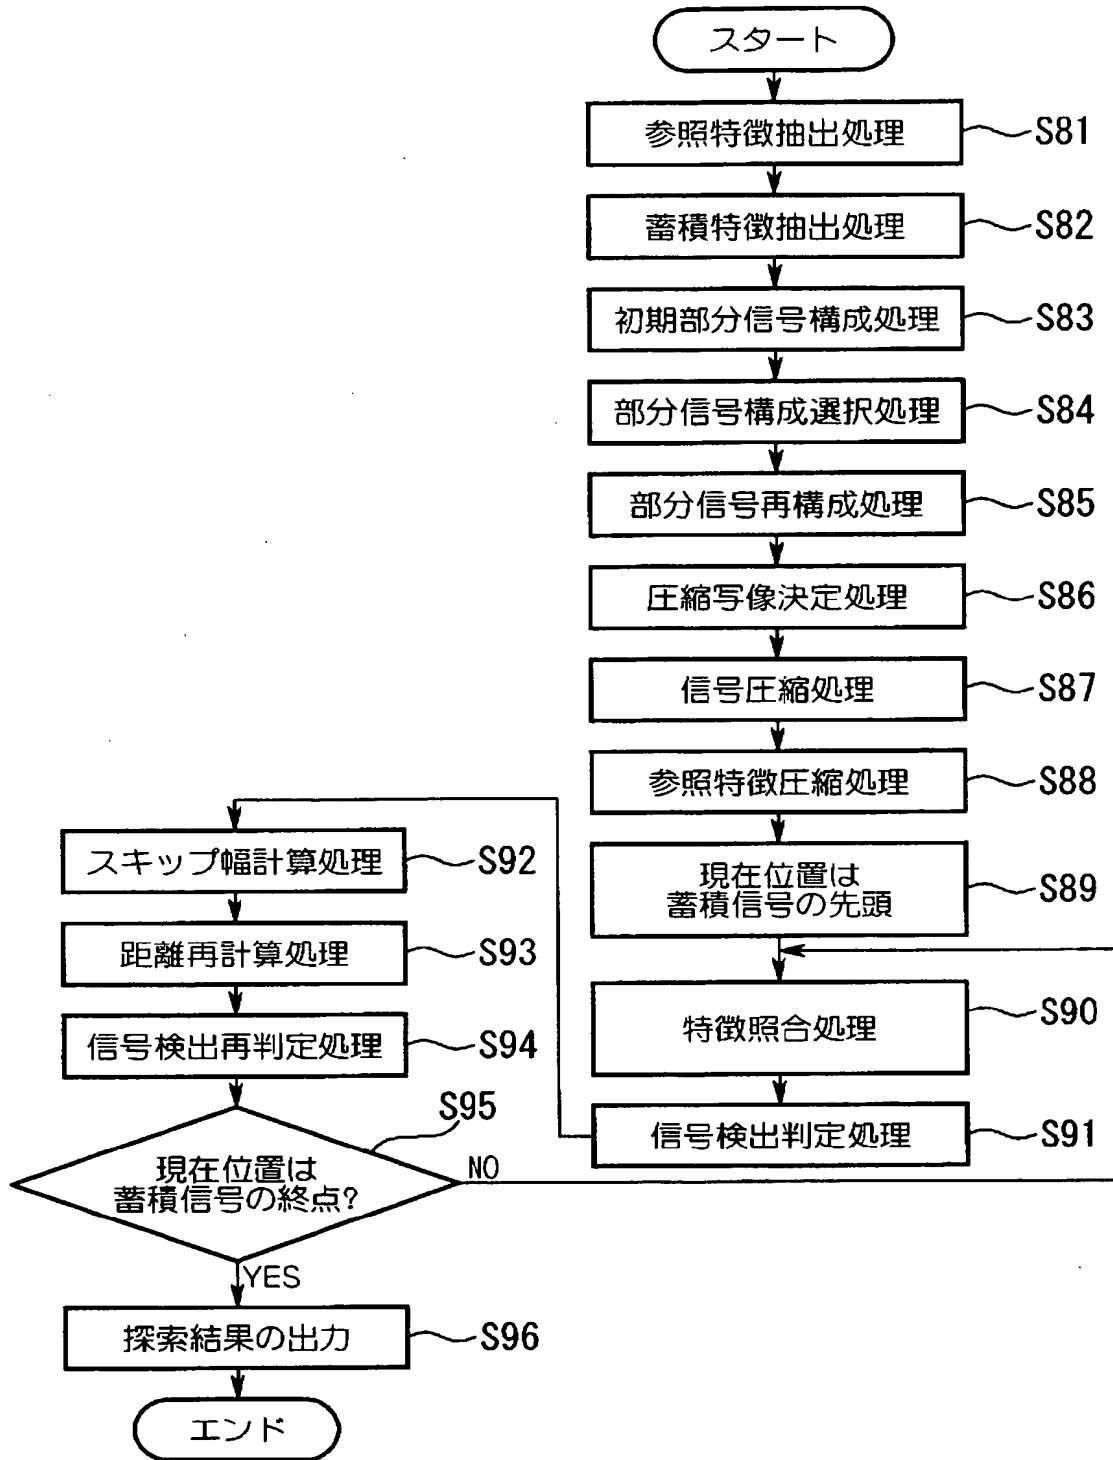 スタート
参照特徴抽出処理
S81
蓄積特徴抽出処理
S82
初期部分信号構成処理
S83
部分信号構成選択処理
S84
部分信号再構成処理
S85
圧縮写像決定処理
S86
信号圧縮処理
S87
参照特徴圧縮処理
S88
現在位置は
蓄積信号の先頭
S89
特徴照合処理
S90
信号検出判定処理
S91
スキップ幅計算処理
S92
距離再計算処理
S93
信号検出再判定処理
S94
S95
現在位置は
蓄積信号の終点?
NO
YES
探索結果の出力
S96
エンド